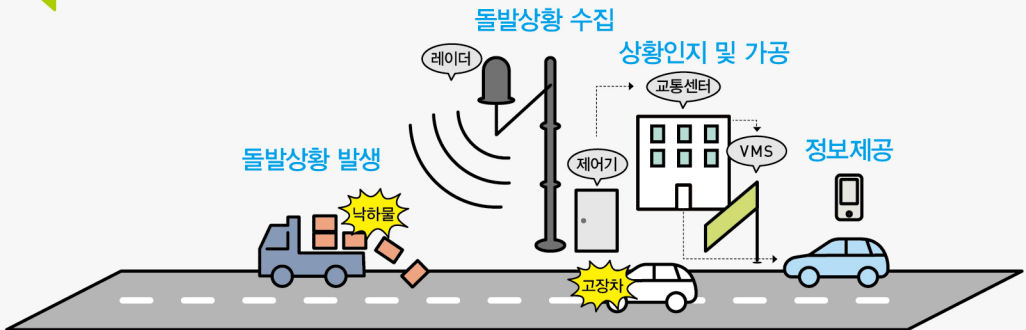 돌발상황 수집
레이더
상황인지 및 가공
교통센터
돌발상황 발생
제어기
VMS
정보제공
낙하물
고장차